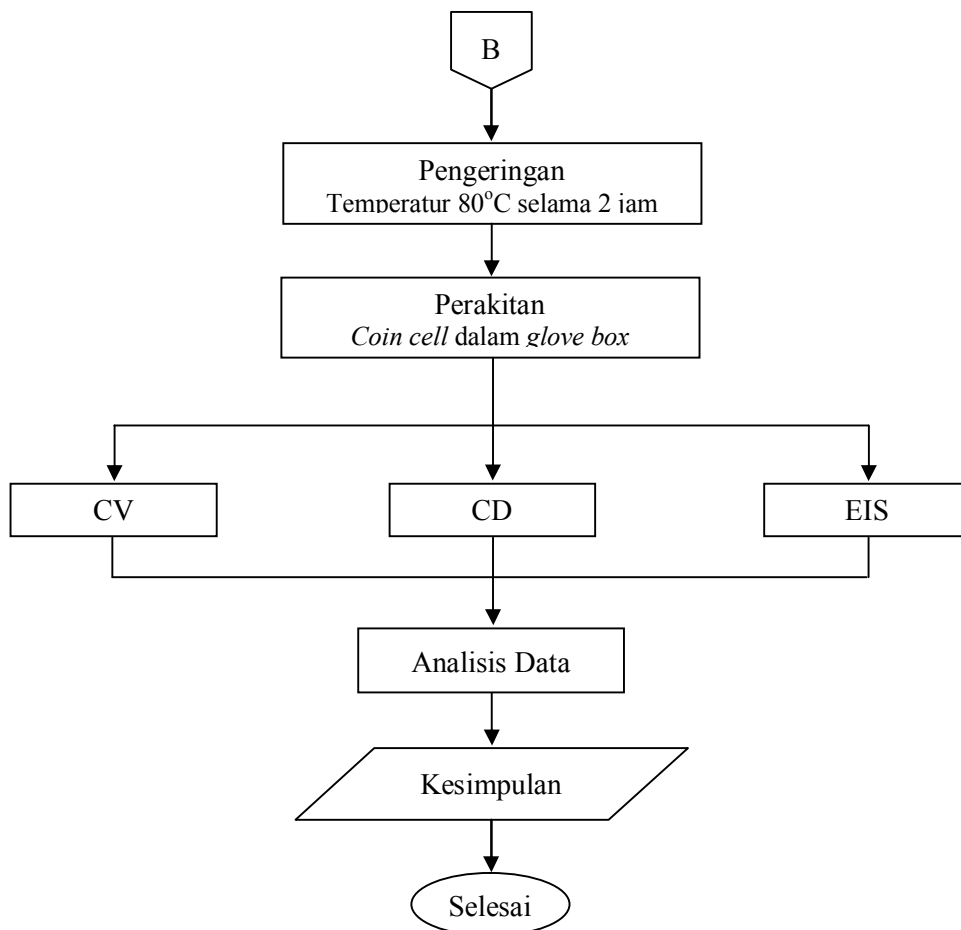 B
Pengeringan
Temperatur 80°C selama 2 jam
Perakitan
Coin cell dalam glove box
CV
CD
EIS
Analisis Data
Kesimpulan
Selesai